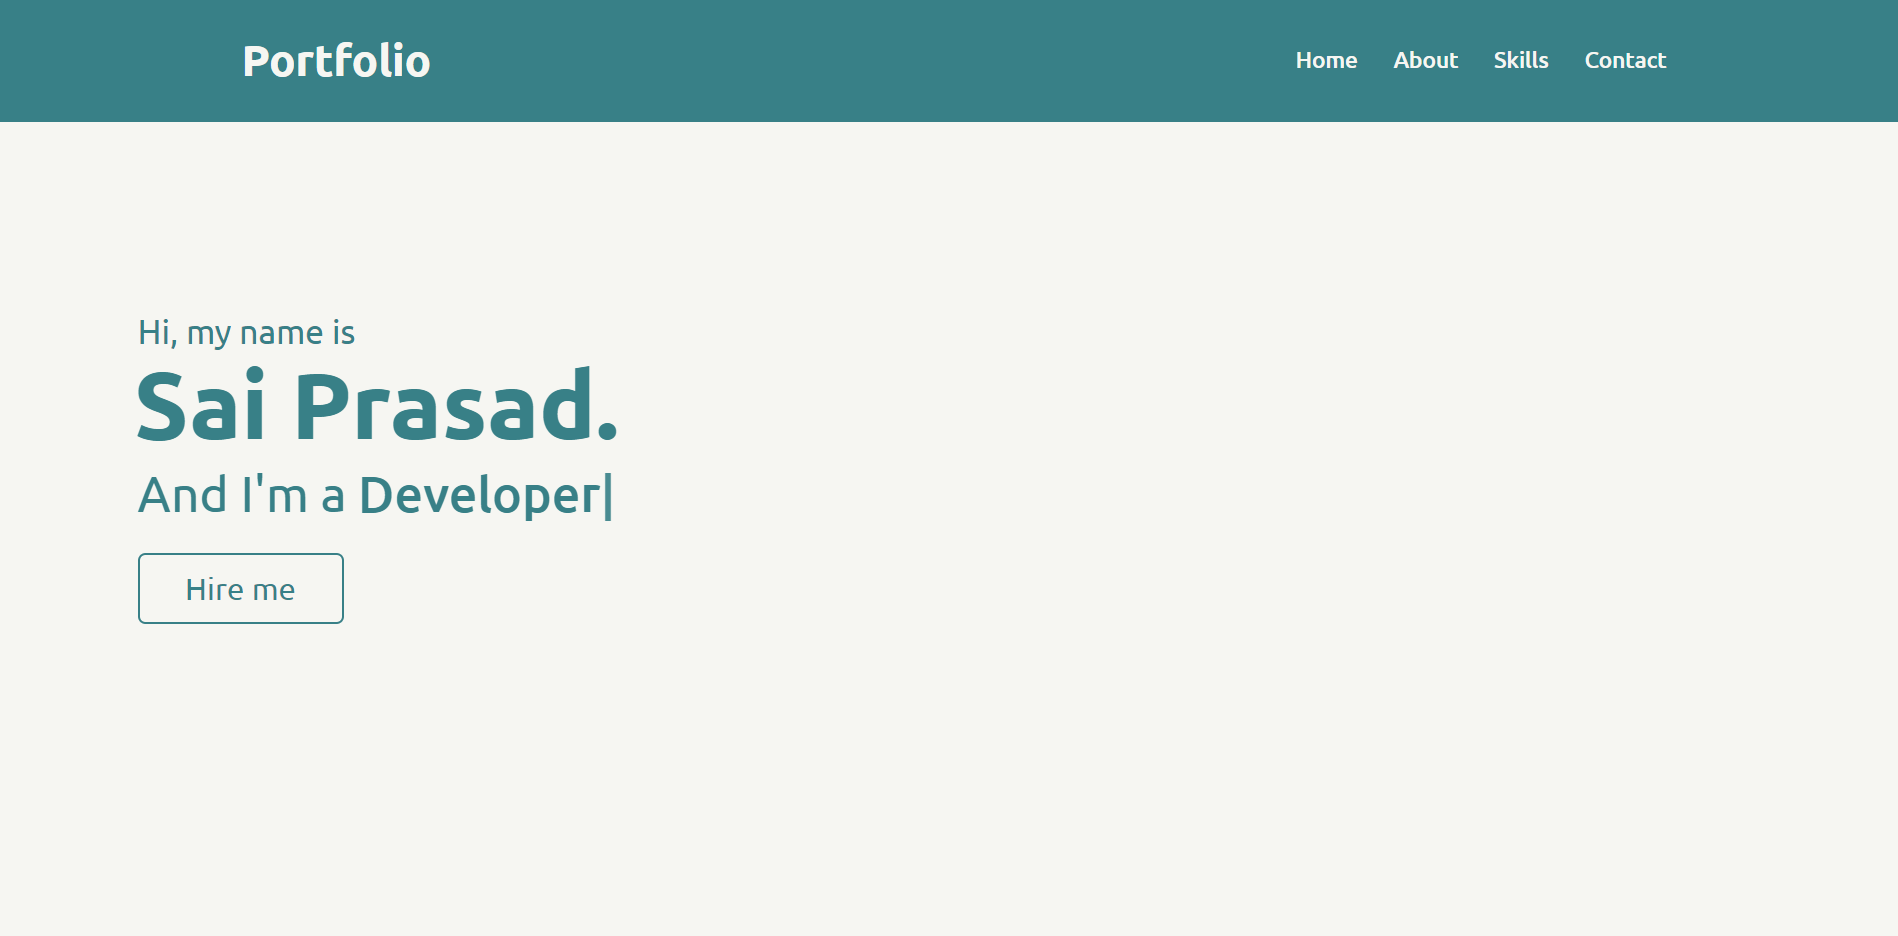 Portfolio
Home About Skills Contact
Hi, my name is
Sai Prasad.
And I'm a Developer|
Hire me